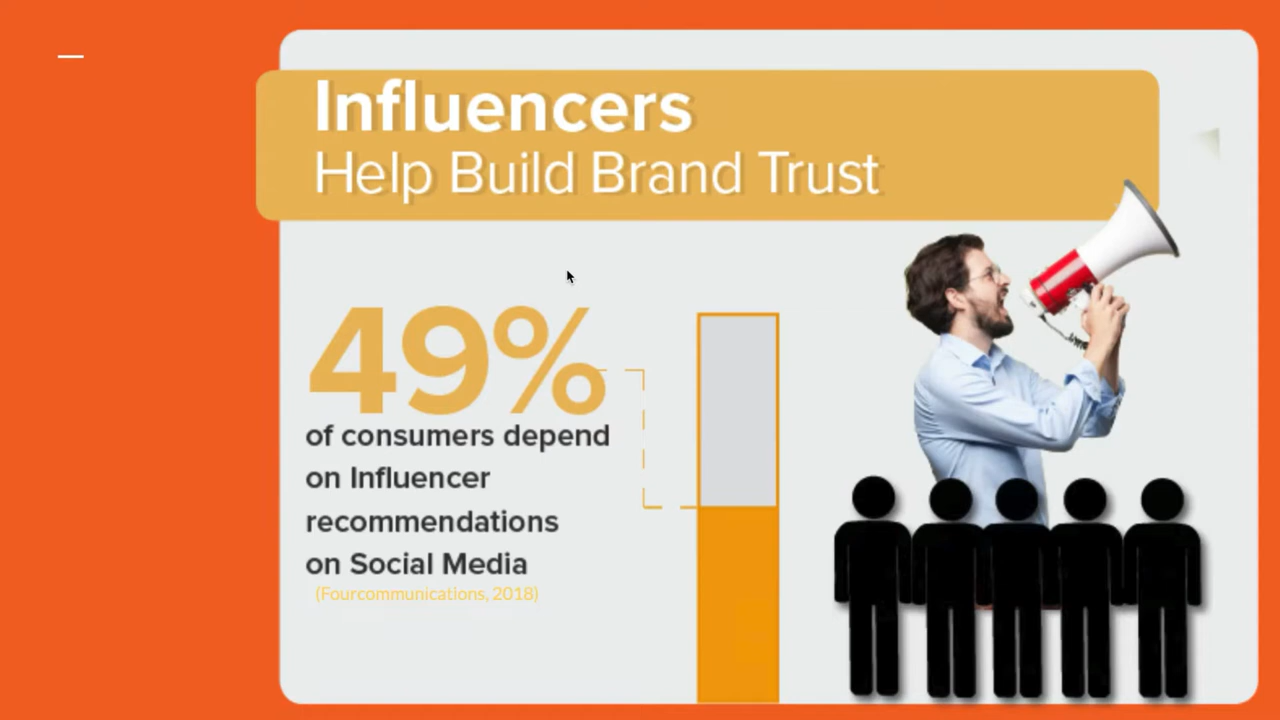 Influencers
Help Build Brand Trust
49%
of consumers depend
on Influencer
recommendations
on Social Media
(Fourcommunications, 2018)